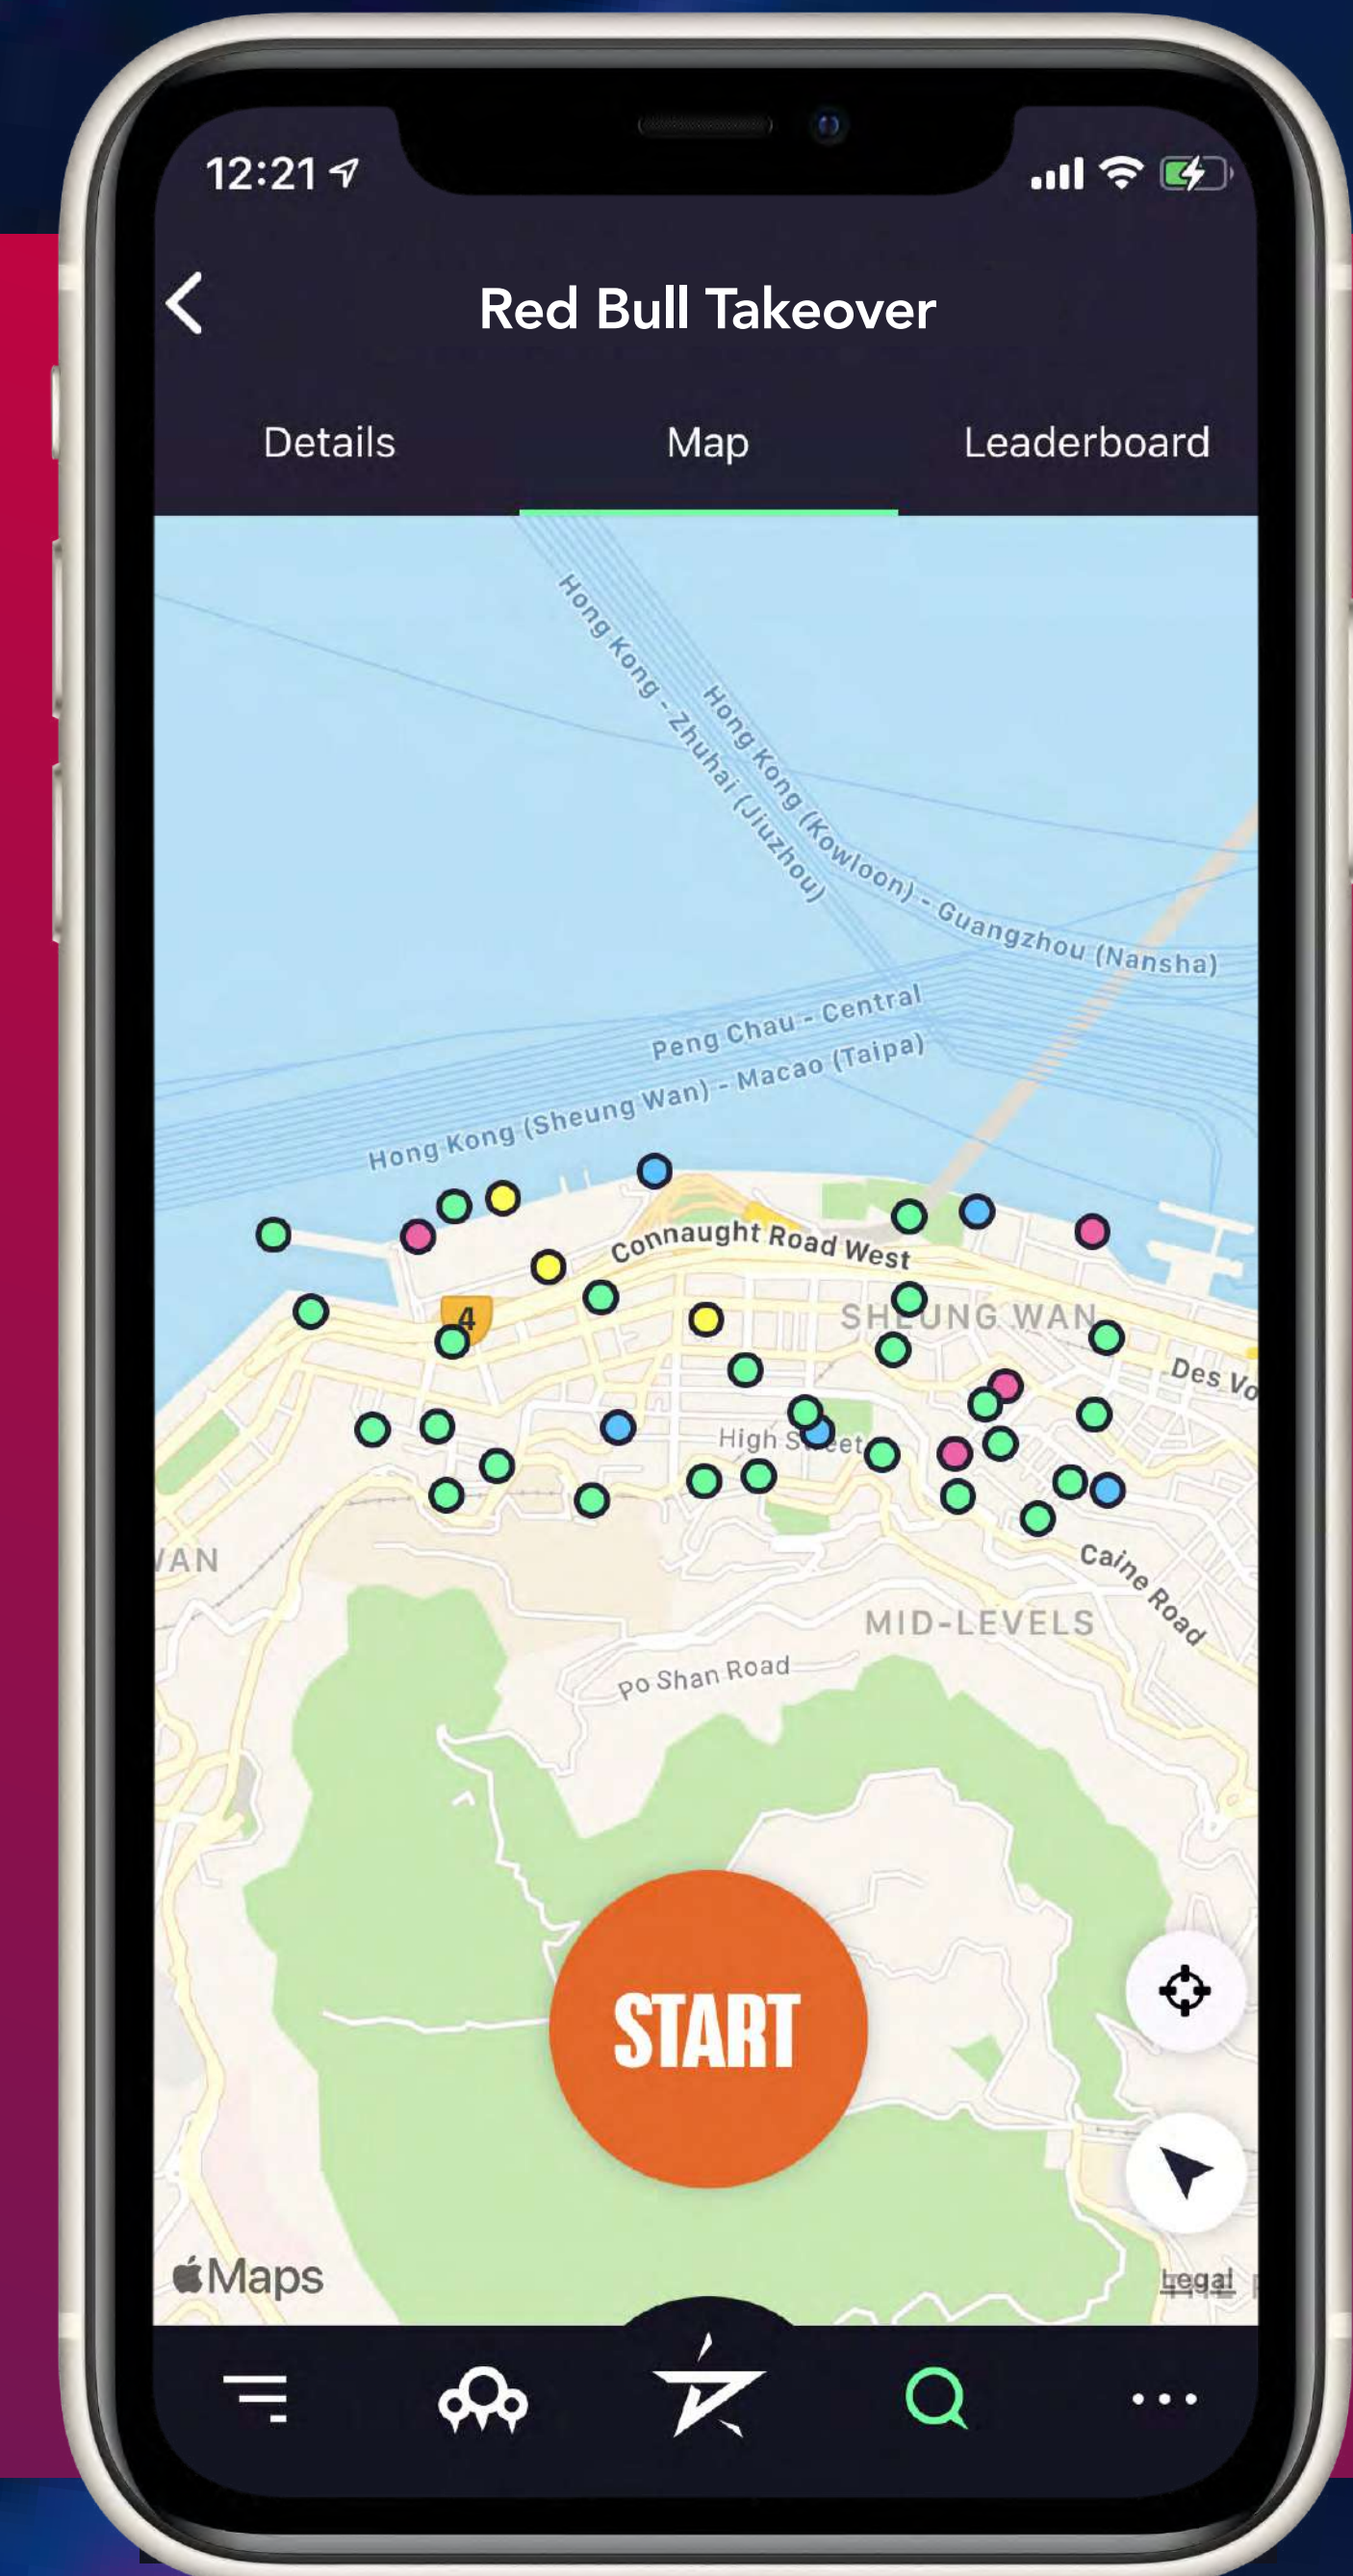 12:21
Red Bull Takeover
Details
Map
Leaderboard
Hong Kong - Zhuhai (Jiuzhou)
Hong Kong (Kowloon) - Guangzhou (Nansha)
Peng Chau - Central
Hong Kong (Sheung Wan) - Macao (Taipa)
Connaught Road West
4
SHEUNG WAN
Des Vo
High Street
VAN
Caine Road
MID-LEVELS
Po Shan Road
START
Maps
Legal